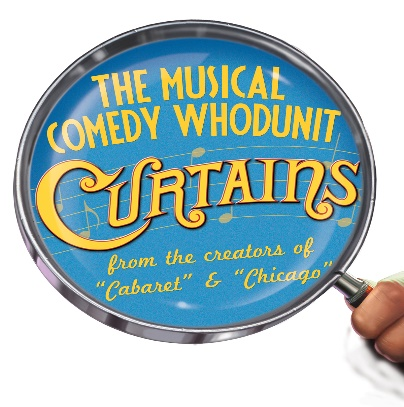 THE MUSICAL
COMEDY WHODUNIT
CURTAINS
from the creators of
"Cabaret" & "Chicago"